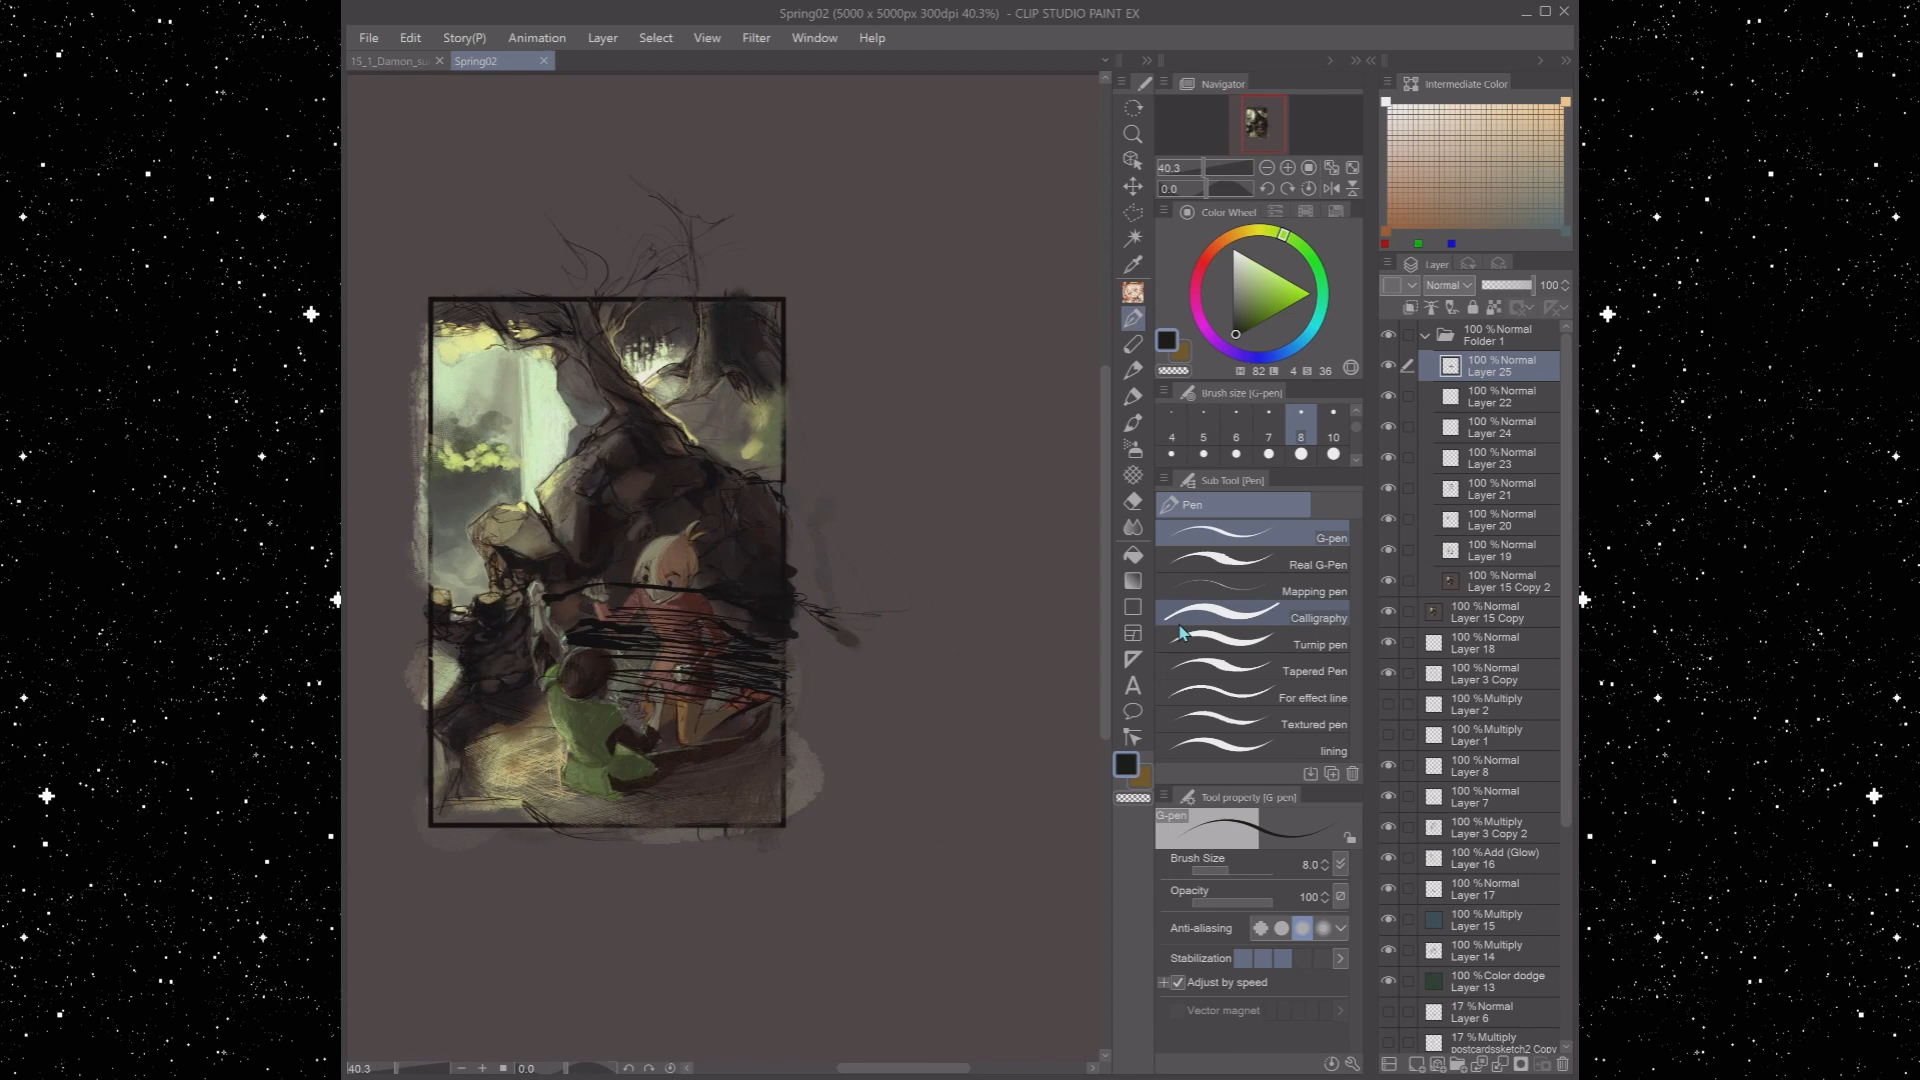 Spring02 (5000 x 5000px 300dpi 40.3%) - CLIP STUDIO PAINT EX
File Edit Story(P) Animation Layer Select View Filter Window Help
15_1_Damon_su Spring02
Navigator
40.3
0.0
Color Wheel
H 82 L 4 S 36
Brush size [G-pen]
4 5 6 7 8 10
Sub Tool [Pen]
Pen
G-pen
Real G-Pen
Mapping pen
Calligraphy
Turnip pen
Tapered Pen
For effect line
Textured pen
lining
Tool property [G-pen]
G-pen
Brush Size 8.0
Opacity 100
Anti-aliasing
Stabilization
Adjust by speed
Vector magnet
Intermediate Color
Layer
Normal 100
100 %Normal
Folder 1
100 %Normal
Layer 25
100 %Normal
Layer 22
100 %Normal
Layer 24
100 %Normal
Layer 23
100 %Normal
Layer 21
100 %Normal
Layer 20
100 %Normal
Layer 19
100 %Normal
Layer 15 Copy 2
100 %Normal
Layer 15 Copy
100 %Normal
Layer 18
100 %Normal
Layer 3 Copy
100 %Multiply
Layer 2
100 %Multiply
Layer 1
100 %Normal
Layer 8
100 %Normal
Layer 7
100 %Multiply
Layer 3 Copy 2
100 %Add (Glow)
Layer 16
100 %Normal
Layer 17
100 %Multiply
Layer 15
100 %Multiply
Layer 14
100 %Color dodge
Layer 13
17 %Normal
Layer 6
17 %Multiply
postcardssketch2 Copy
40.3 0.0